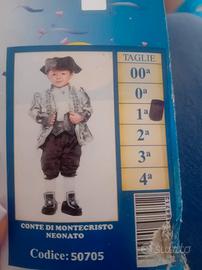 TAGLIE
00ª
0ª
1ª
2ª
3ª
4ª
CONTE DI MONTECRISTO
NEONATO
Codice: 50705
subito